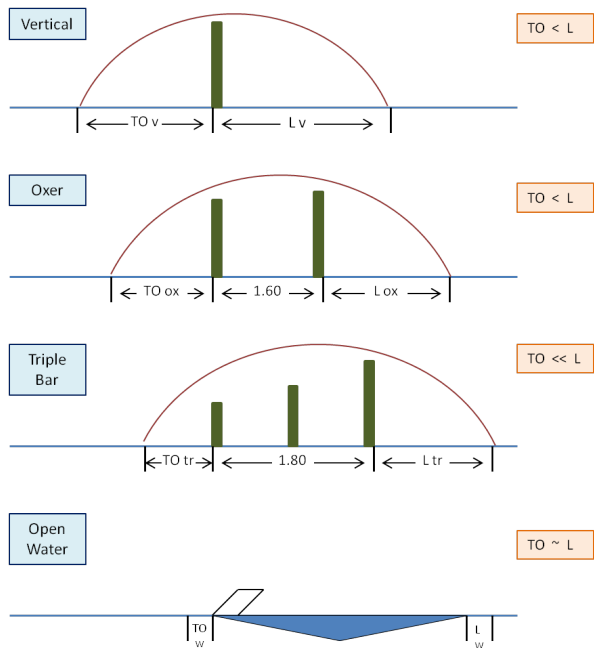 Vertical
TO < L
TO v
L v
Oxer
TO < L
TO ox
1.60
L ox
Triple
Bar
TO << L
TO tr
1.80
L tr
Open
Water
TO ~ L
TO
w
L
w